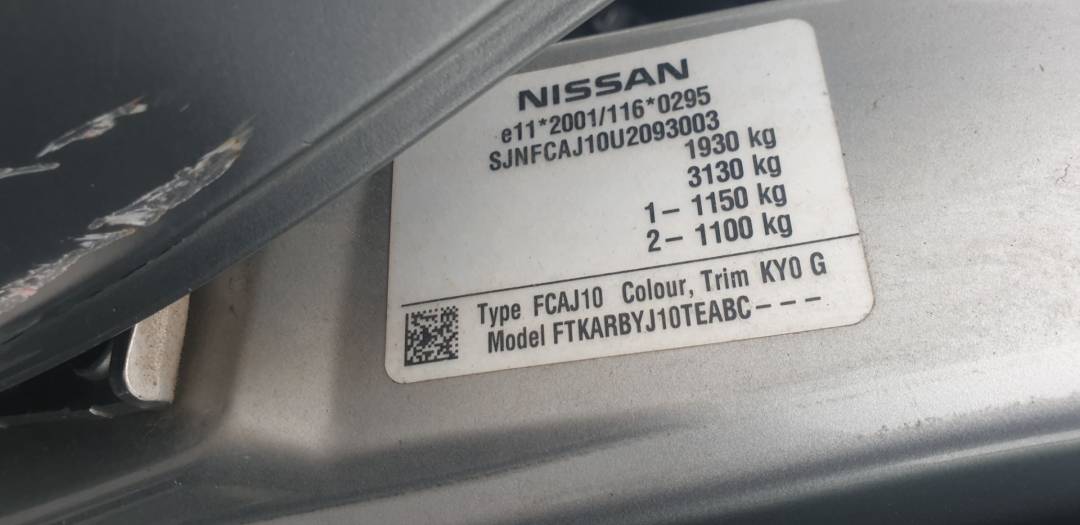 NISSAN
e11*2001/116*0295
SJNFCAJ10U2093003
1930 kg
3130 kg
1- 1150 kg
2- 1100 kg
Type FCAJ10 Colour, Trim KY0 G
Model FTKARBYJ10TEABC---